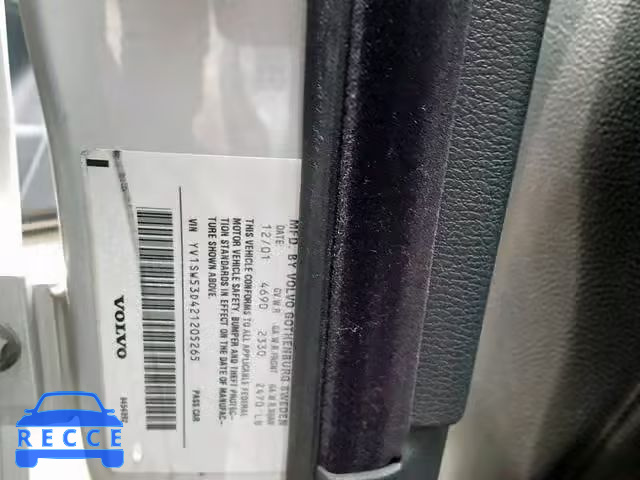 MFD. BY VOLVO GOTHENBURG SWEDEN
DATE: G.V.W.R G.A.W.R.FRONT G.A.W.R.REAR
12/01 4690 2330 2470 LB
THIS VEHICLE CONFORMS TO ALL APPLICABLE FEDERAL
MOTOR VEHICLE SAFETY, BUMPER AND THEFT PROTEC-
TION STANDARDS IN EFFECT ON THE DATE OF MANUFAC-
TURE SHOWN ABOVE.
VIN YV1SW53D421205265 PASS CAR
VOLVO
RECCE